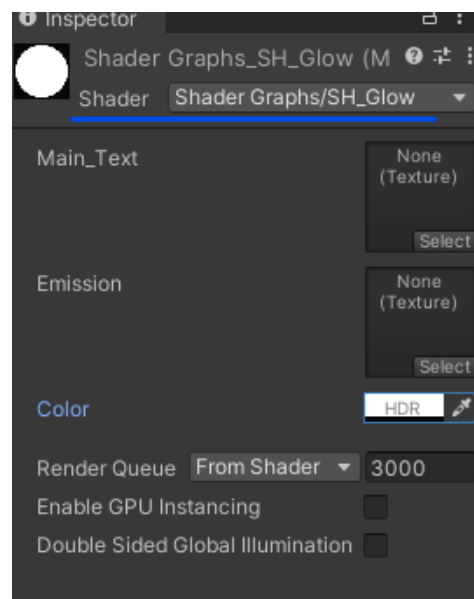 Inspector
Shader Graphs_SH_Glow (M
Shader Shader Graphs/SH_Glow
Main_Text None
(Texture)
Select
Emission None
(Texture)
Select
Color HDR
Render Queue From Shader 3000
Enable GPU Instancing
Double Sided Global Illumination